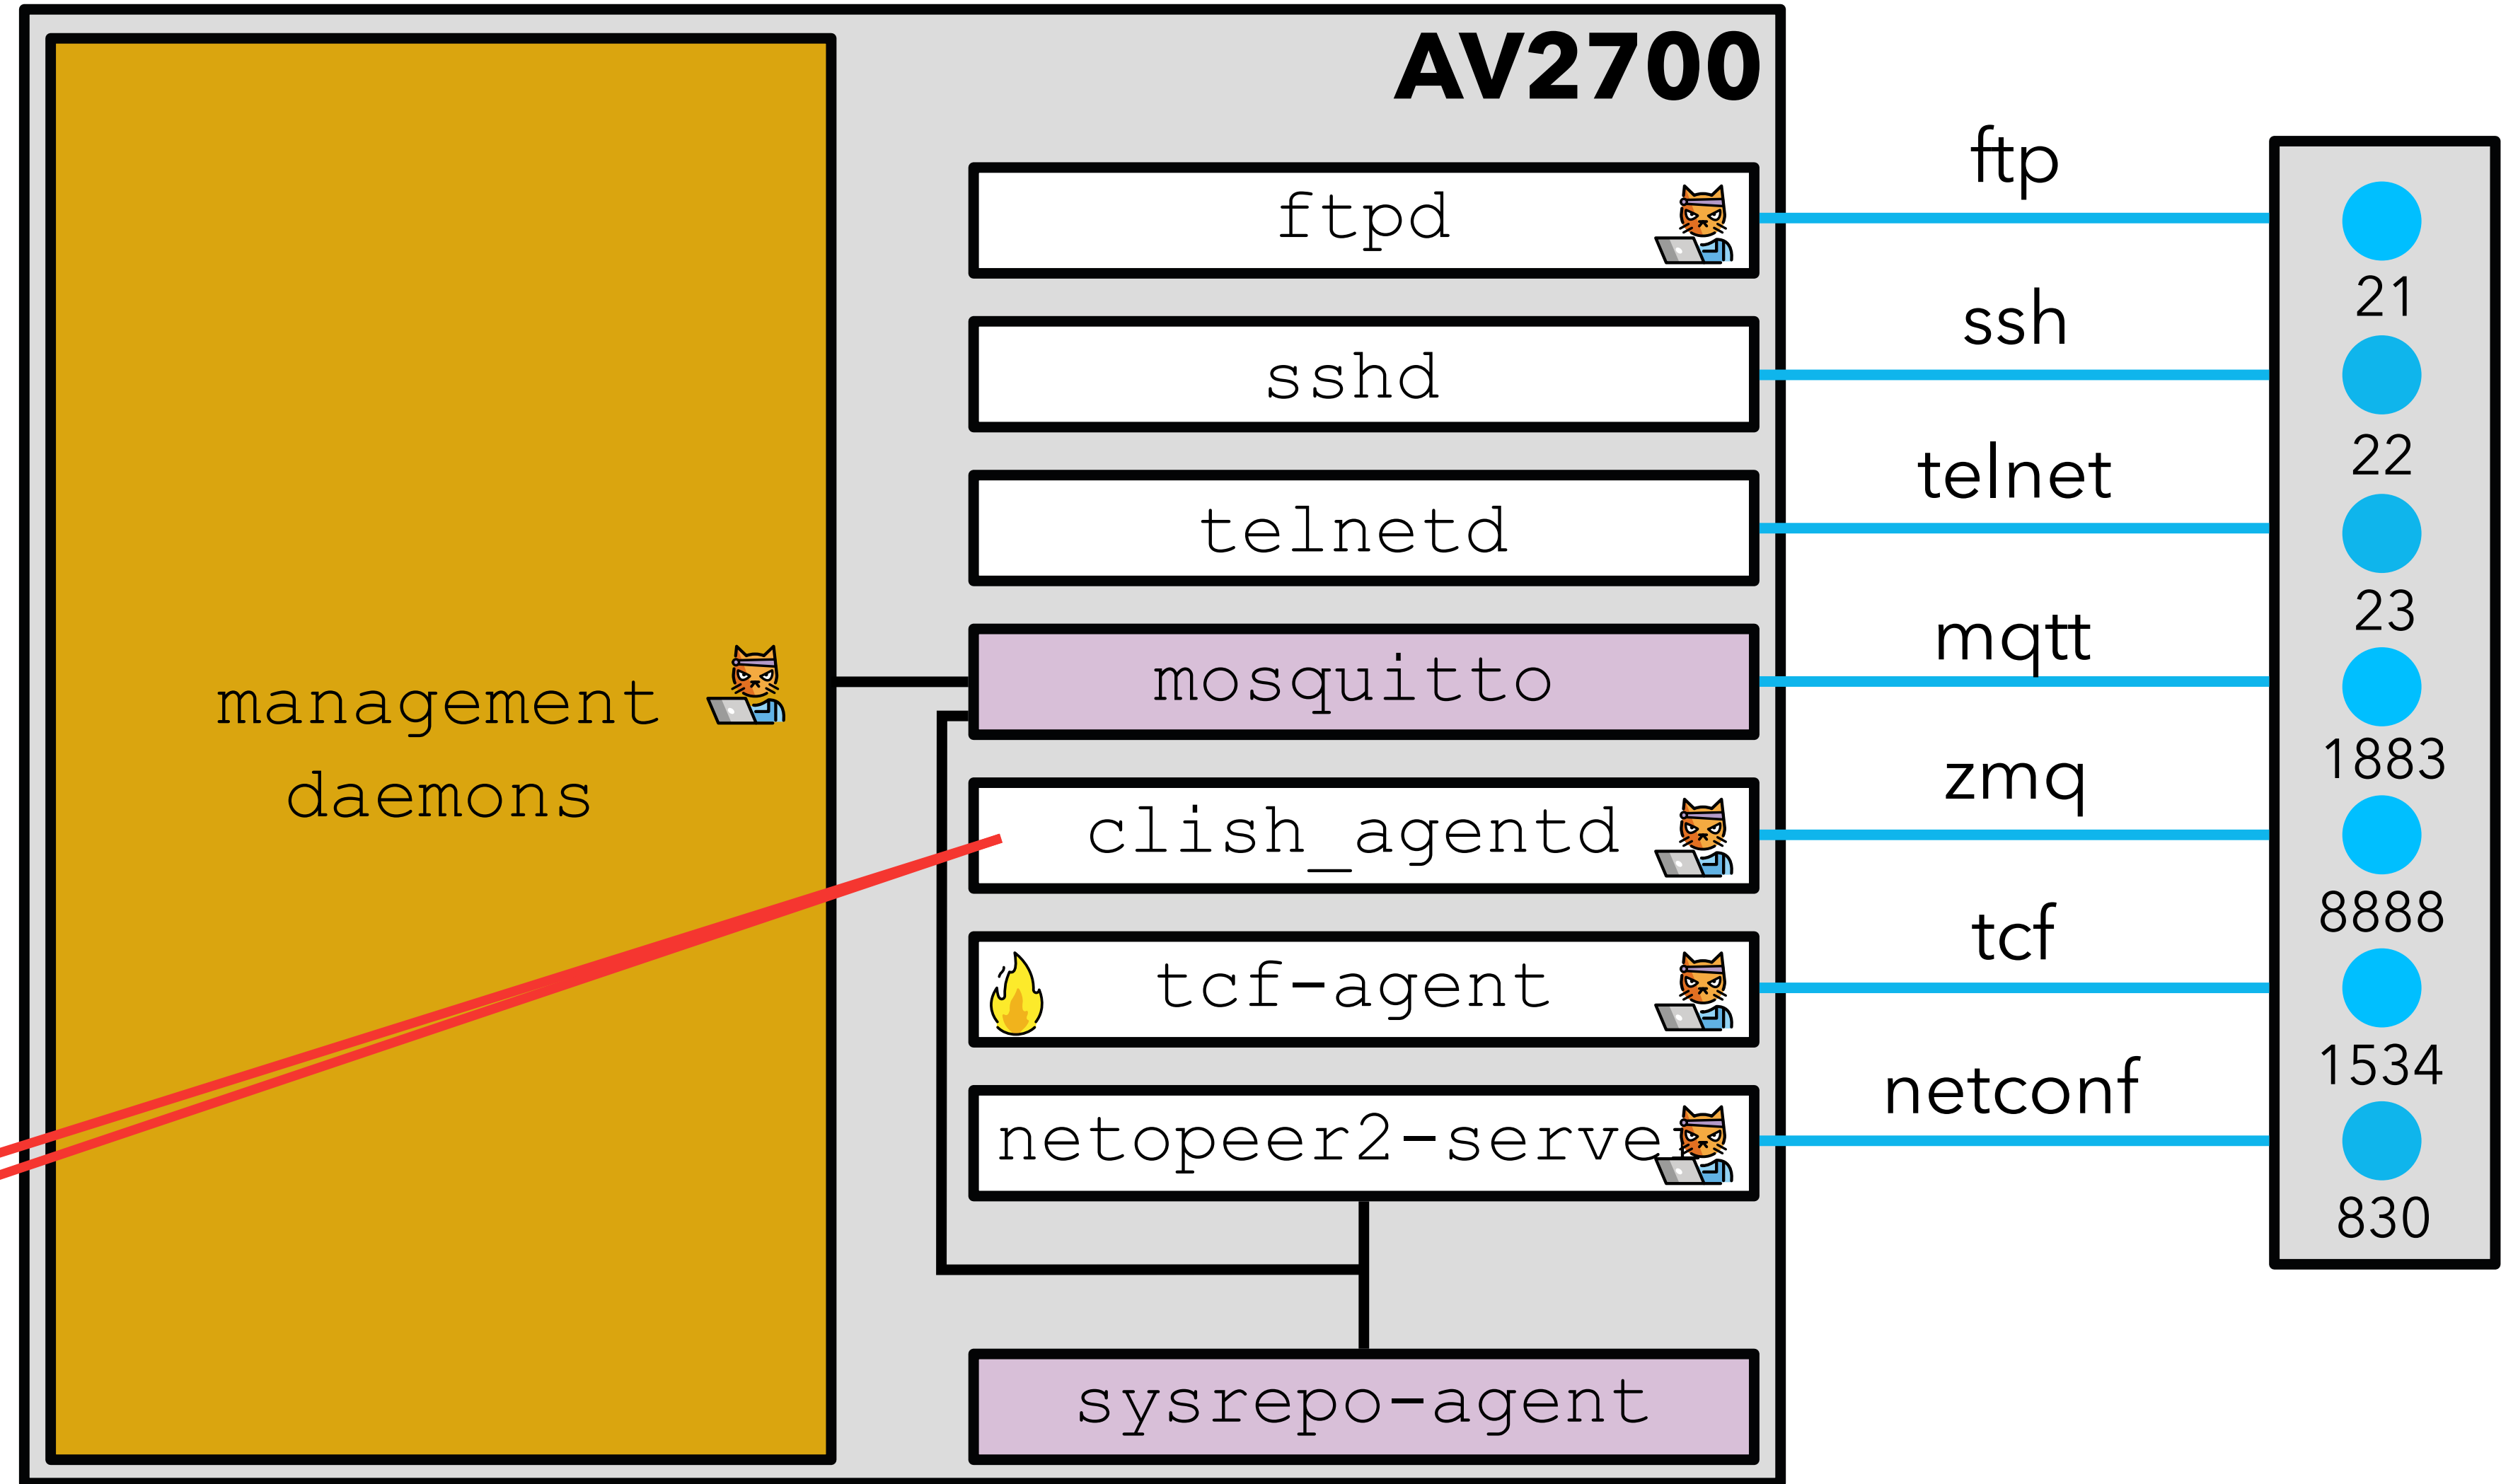 AV2700
management
daemons
ftpd
sshd
telnetd
mosquitto
clish_agentd
tcf-agent
netopeer2-server
sysrepo-agent
ftp
ssh
telnet
mqtt
zmq
tcf
netconf
21
22
23
1883
8888
1534
830